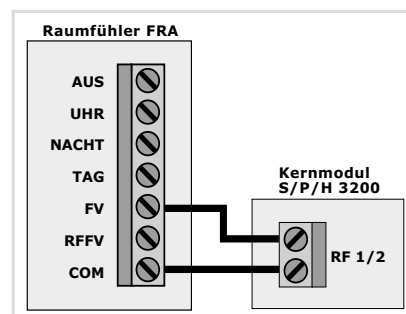 Raumfühler FRA
AUS
UHR
NACHT
TAG
FV
RFFV
COM
Kernmodul
S/P/H 3200
RF 1/2